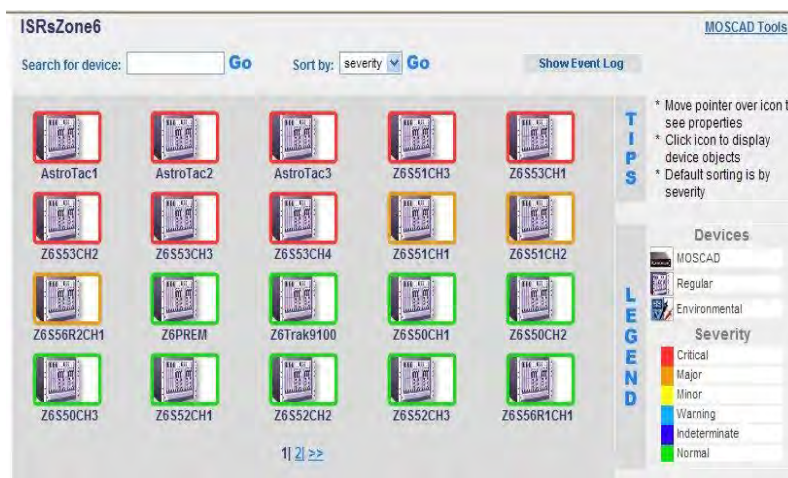 ISRsZone6
MOSCAD Tools
Search for device: Go Sort by: severity Go Show Event Log
AstroTac1 AstroTac2 AstroTac3 Z6S51CH3 Z6S53CH1
Z6S53CH2 Z6S53CH3 Z6S53CH4 Z6S51CH1 Z6S51CH2
Z6S56R2CH1 Z6PREM Z6Trak9100 Z6S50CH1 Z6S50CH2
Z6S50CH3 Z6S52CH1 Z6S52CH2 Z6S52CH3 Z6S56R1CH1
1| 2| >>
TIPS
* Move pointer over icon t
see properties
* Click icon to display
device objects
* Default sorting is by
severity
LEGEND
Devices
MOSCAD
Regular
Environmental
Severity
Critical
Major
Minor
Warning
Indeterminate
Normal